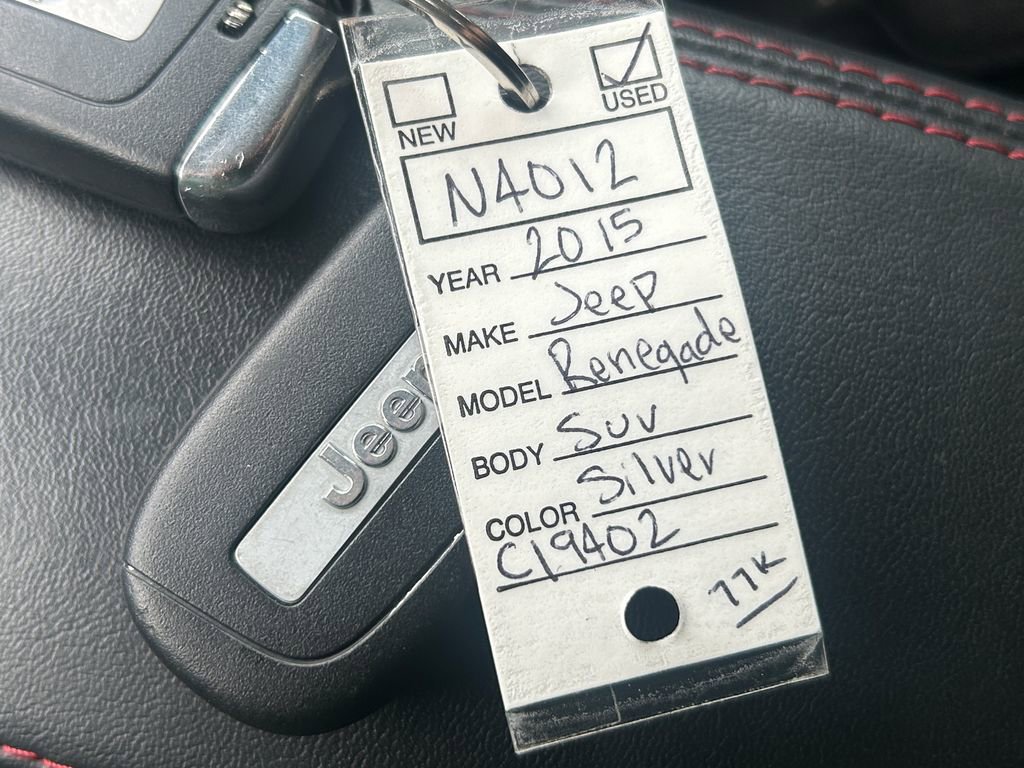 NEW USED
N4012
YEAR 2015
MAKE Jeep
MODEL Renegade
BODY Suv
COLOR Silver
C19402
77K
Jeep